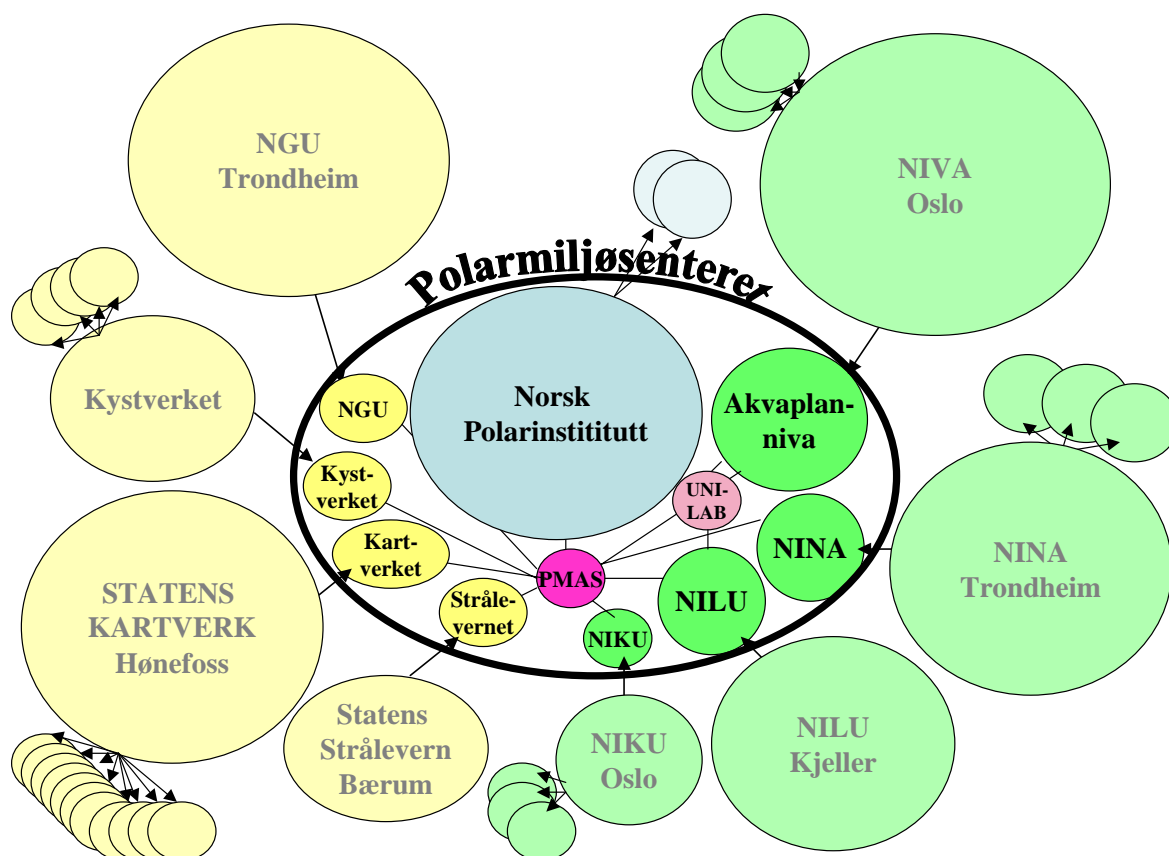 NGU
Trondheim
NIVA
Oslo
Polarmiljøsenteret
Kystverket
NGU
Norsk
Polarinstititutt
Akvaplan-
niva
Kyst-
verket
UNI-
LAB
Kart-
verket
PMAS
NINA
NINA
Trondheim
STATENS
KARTVERK
Hønefoss
Stråle-
vernet
NIKU
NILU
Statens
Strålevern
Bærum
NIKU
Oslo
NILU
Kjeller